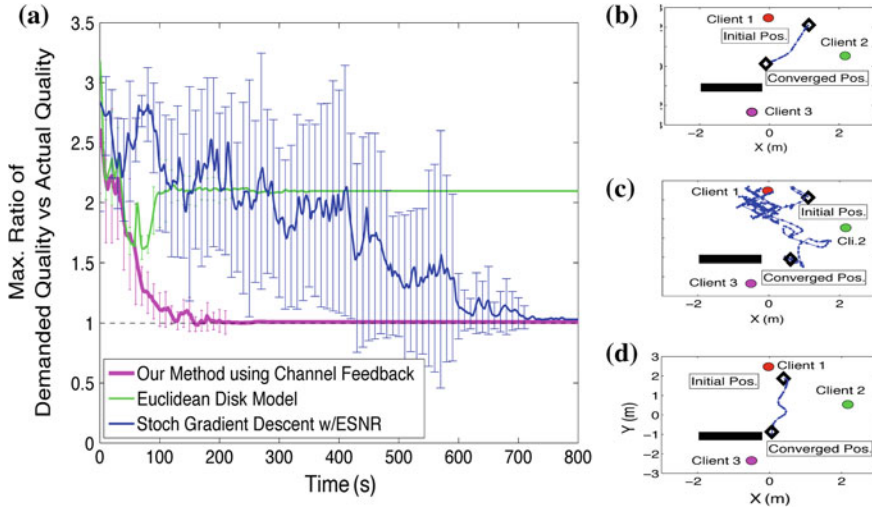 (a)
Max. Ratio of
Demanded Quality vs Actual Quality
3.5
3
2.5
2
1.5
1
0.5
0
Our Method using Channel Feedback
Euclidean Disk Model
Stoch Gradient Descent w/ESNR
0 100 200 300 400 500 600 700 800
Time (s)
(b)
Client 1
Initial Pos.
Client 2
Converged Pos.
Client 3
−2 0 2
X (m)
(c)
Client 1
Initial Pos.
Cli.2
Client 3
Converged Pos.
−2 0 2
X (m)
(d)
3
2
1
0
−1
−2
−3
Y (m)
Client 1
Initial Pos.
Client 2
Converged Pos.
Client 3
−2 0 2
X (m)